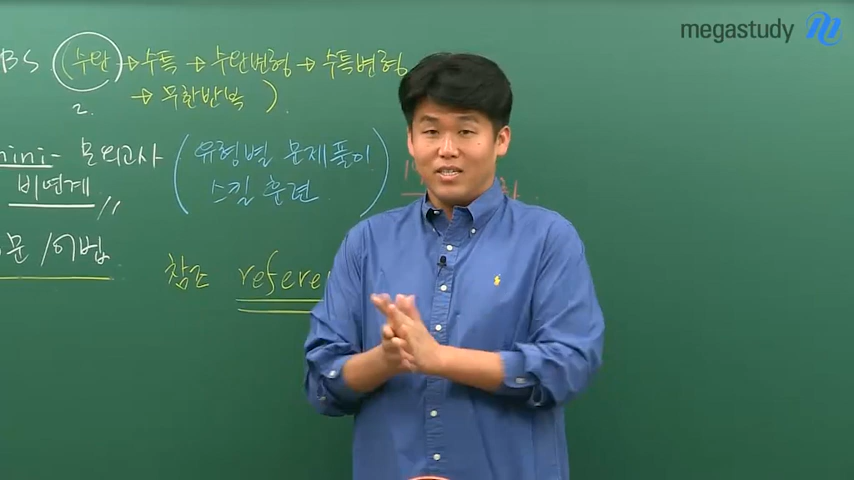 megastudy
BS (수완 → 수특 → 수완변형 → 수특변형
→ 무한반복 )
2.
mini- 모의고사 ( 유형별 문제풀이
비연계 스킬 훈련 )
문 / 어법
참조 refere